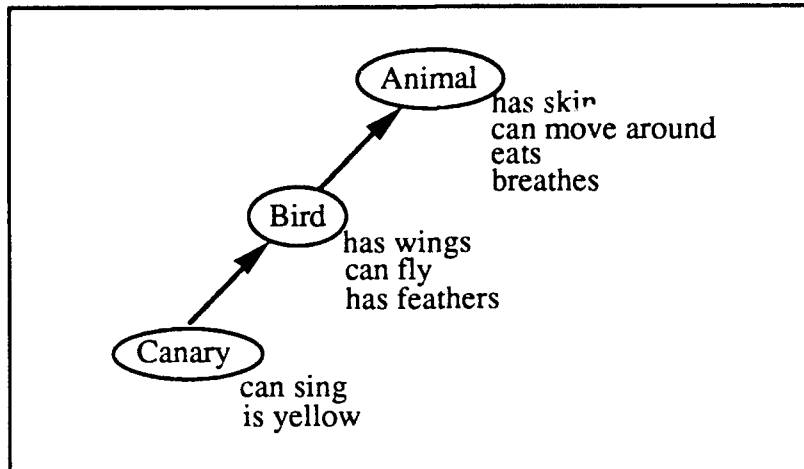 Animal
has skin
can move around
eats
breathes
Bird
has wings
can fly
has feathers
Canary
can sing
is yellow